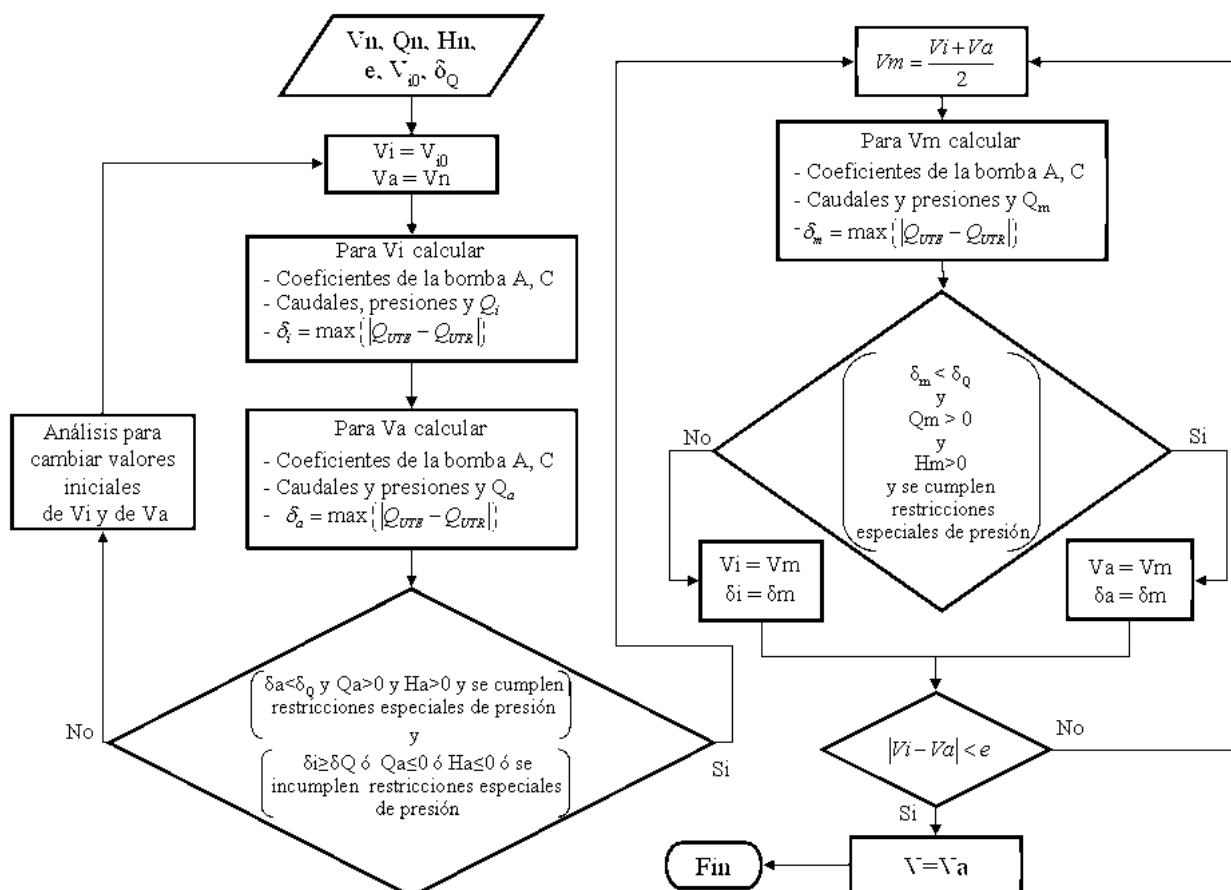 Vn, Qn, Hn,
e, V_i0, δ_Q
Vi = V_i0
Va = Vn
Para Vi calcular
- Coeficientes de la bomba A, C
- Caudales, presiones y Q_i
- δ_i = max{|Q_UTE − Q_UTR|}
Para Va calcular
- Coeficientes de la bomba A, C
- Caudales y presiones y Q_a
- δ_a = max{|Q_UTE − Q_UTR|}
Análisis para
cambiar valores
iniciales
de Vi y de Va
No
δa<δ_Q y Qa>0 y Ha>0 y se cumplen
restricciones especiales de presión
y
δi≥δQ ó Qa≤0 ó Ha≤0 ó se
incumplen restricciones especiales
de presión
Si
Vm = (Vi + Va) / 2
Para Vm calcular
- Coeficientes de la bomba A, C
- Caudales y presiones y Q_m
- δ_m = max{|Q_UTE − Q_UTR|}
δ_m < δ_Q
y
Qm > 0
y
Hm>0
y se cumplen
restricciones
especiales de presión
No
Si
Vi = Vm
δi = δm
Va = Vm
δa = δm
|Vi − Va| < e
No
Si
V=Va
Fin